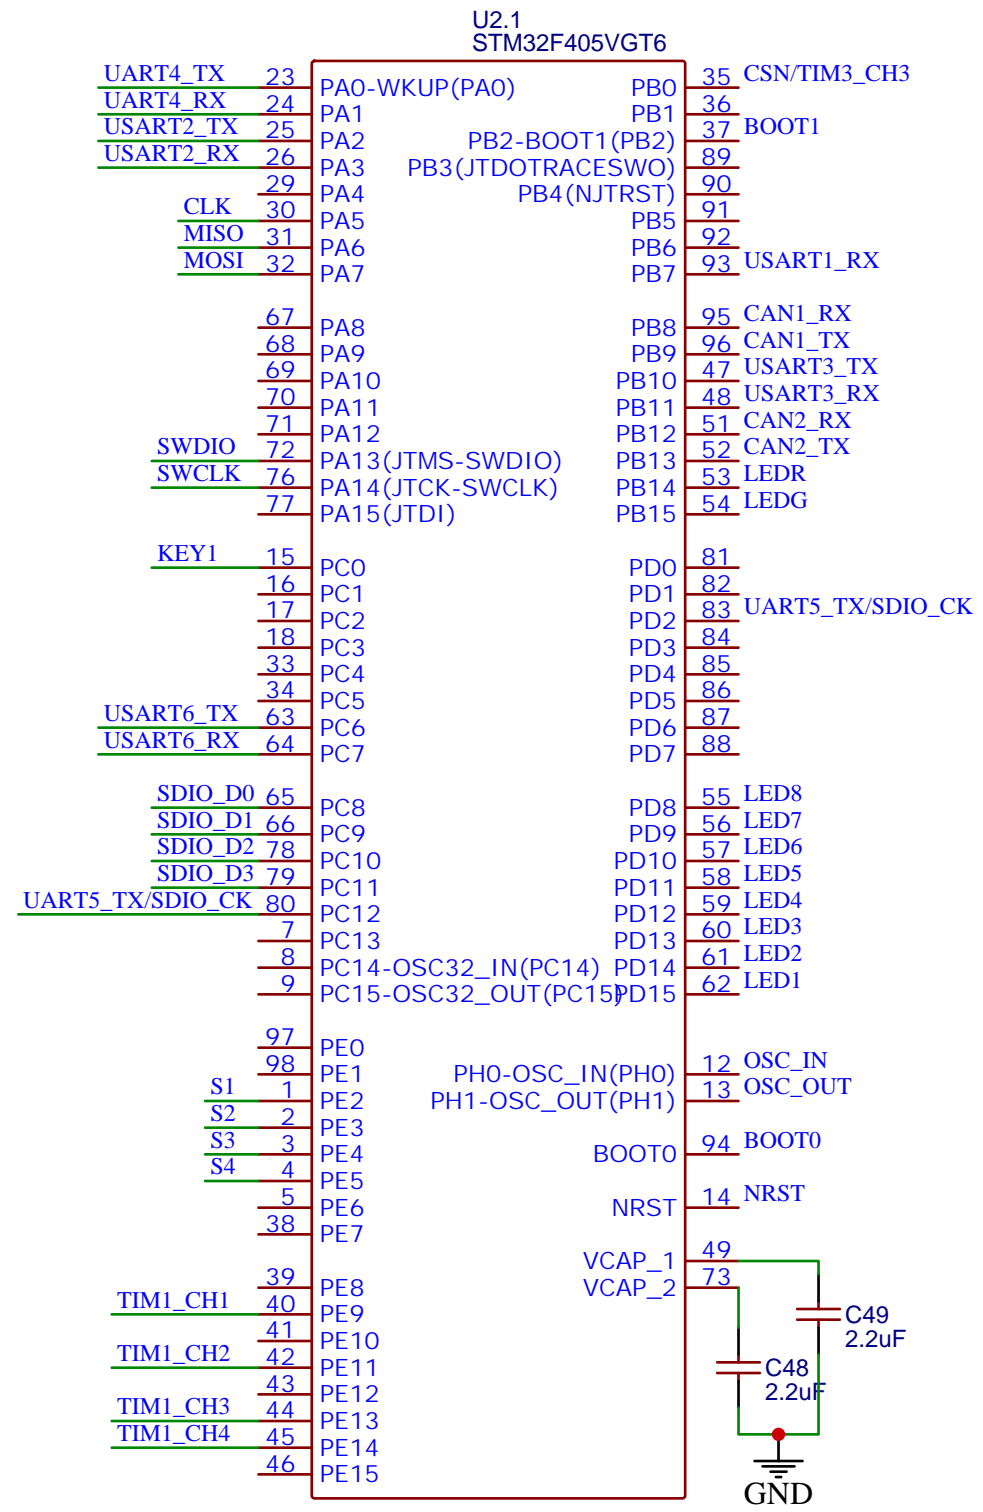 U2.1
STM32F405VGT6
UART4_TX 23 PA0-WKUP(PA0) PB0 35 CSN/TIM3_CH3
UART4_RX 24 PA1 PB1 36
USART2_TX 25 PA2 PB2-BOOT1(PB2) 37 BOOT1
USART2_RX 26 PA3 PB3(JTDOTRACESWO) 89
29 PA4 PB4(NJTRST) 90
CLK 30 PA5 PB5 91
MISO 31 PA6 PB6 92
MOSI 32 PA7 PB7 93 USART1_RX
67 PA8 PB8 95 CAN1_RX
68 PA9 PB9 96 CAN1_TX
69 PA10 PB10 47 USART3_TX
70 PA11 PB11 48 USART3_RX
71 PA12 PB12 51 CAN2_RX
SWDIO 72 PA13(JTMS-SWDIO) PB13 52 CAN2_TX
SWCLK 76 PA14(JTCK-SWCLK) PB14 53 LEDR
77 PA15(JTDI) PB15 54 LEDG
KEY1 15 PC0 PD0 81
16 PC1 PD1 82
17 PC2 PD2 83 UART5_TX/SDIO_CK
18 PC3 PD3 84
33 PC4 PD4 85
34 PC5 PD5 86
USART6_TX 63 PC6 PD6 87
USART6_RX 64 PC7 PD7 88
SDIO_D0 65 PC8 PD8 55 LED8
SDIO_D1 66 PC9 PD9 56 LED7
SDIO_D2 78 PC10 PD10 57 LED6
SDIO_D3 79 PC11 PD11 58 LED5
UART5_TX/SDIO_CK 80 PC12 PD12 59 LED4
7 PC13 PD13 60 LED3
8 PC14-OSC32_IN(PC14) PD14 61 LED2
9 PC15-OSC32_OUT(PC15) PD15 62 LED1
97 PE0
98 PE1 PH0-OSC_IN(PH0) 12 OSC_IN
S1 1 PE2 PH1-OSC_OUT(PH1) 13 OSC_OUT
S2 2 PE3
S3 3 PE4 BOOT0 94 BOOT0
S4 4 PE5
5 PE6 NRST 14 NRST
38 PE7
VCAP_1 49
39 PE8 VCAP_2 73
TIM1_CH1 40 PE9 C49
41 PE10 2.2uF
TIM1_CH2 42 PE11 C48
43 PE12 2.2uF
TIM1_CH3 44 PE13
TIM1_CH4 45 PE14
46 PE15
GND